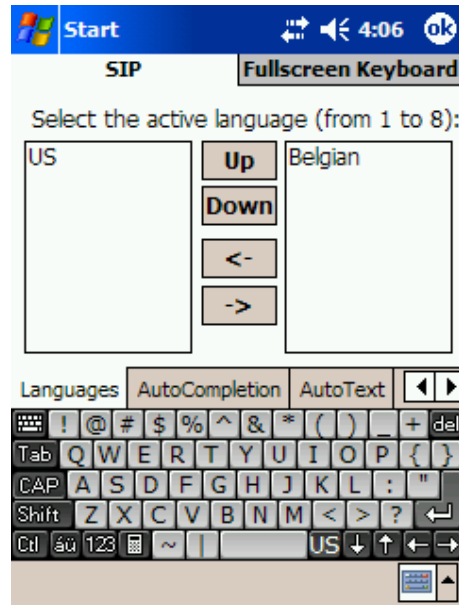 Start 4:06 ok
SIP Fullscreen Keyboard
Select the active language (from 1 to 8):
US Up Belgian
Down
<-
->
Languages AutoCompletion AutoText
! @ # $ % ^ & * ( ) _ + del
Tab Q W E R T Y U I O P { }
CAP A S D F G H J K L : "
Shift Z X C V B N M < > ?
Ctl áü 123 ~ | US